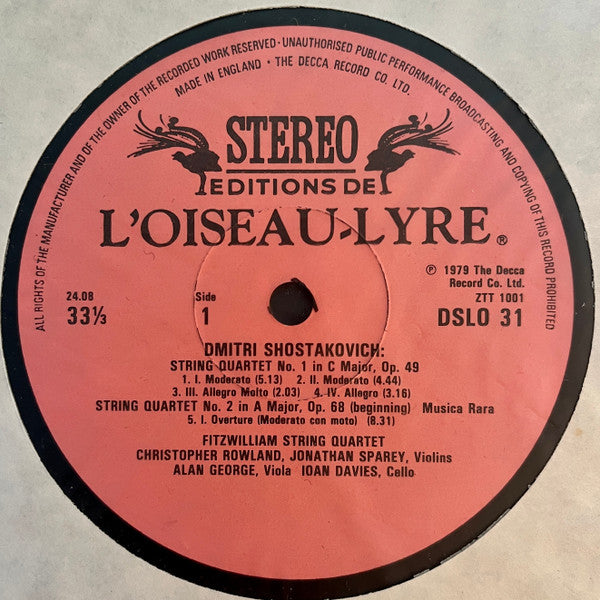 ALL RIGHTS OF THE MANUFACTURER AND OF THE OWNER OF THE RECORDED WORK RESERVED · UNAUTHORISED PUBLIC PERFORMANCE BROADCASTING AND COPYING OF THIS RECORD PROHIBITED
MADE IN ENGLAND · THE DECCA RECORD CO. LTD.
STEREO
EDITIONS DE
L'OISEAU-LYRE ®
℗ 1979 The Decca
Record Co. Ltd.
ZTT 1001
24.08
33⅓
Side
1
DSLO 31
DMITRI SHOSTAKOVICH:
STRING QUARTET No. 1 in C Major, Op. 49
1. I. Moderato (5.13) 2. II. Moderato (4.44)
3. III. Allegro Molto (2.03) 4. IV. Allegro (3.16)
STRING QUARTET No. 2 in A Major, Op. 68 (beginning) Musica Rara
5. I. Overture (Moderato con moto) (8.31)
FITZWILLIAM STRING QUARTET
CHRISTOPHER ROWLAND, JONATHAN SPAREY, Violins
ALAN GEORGE, Viola IOAN DAVIES, Cello